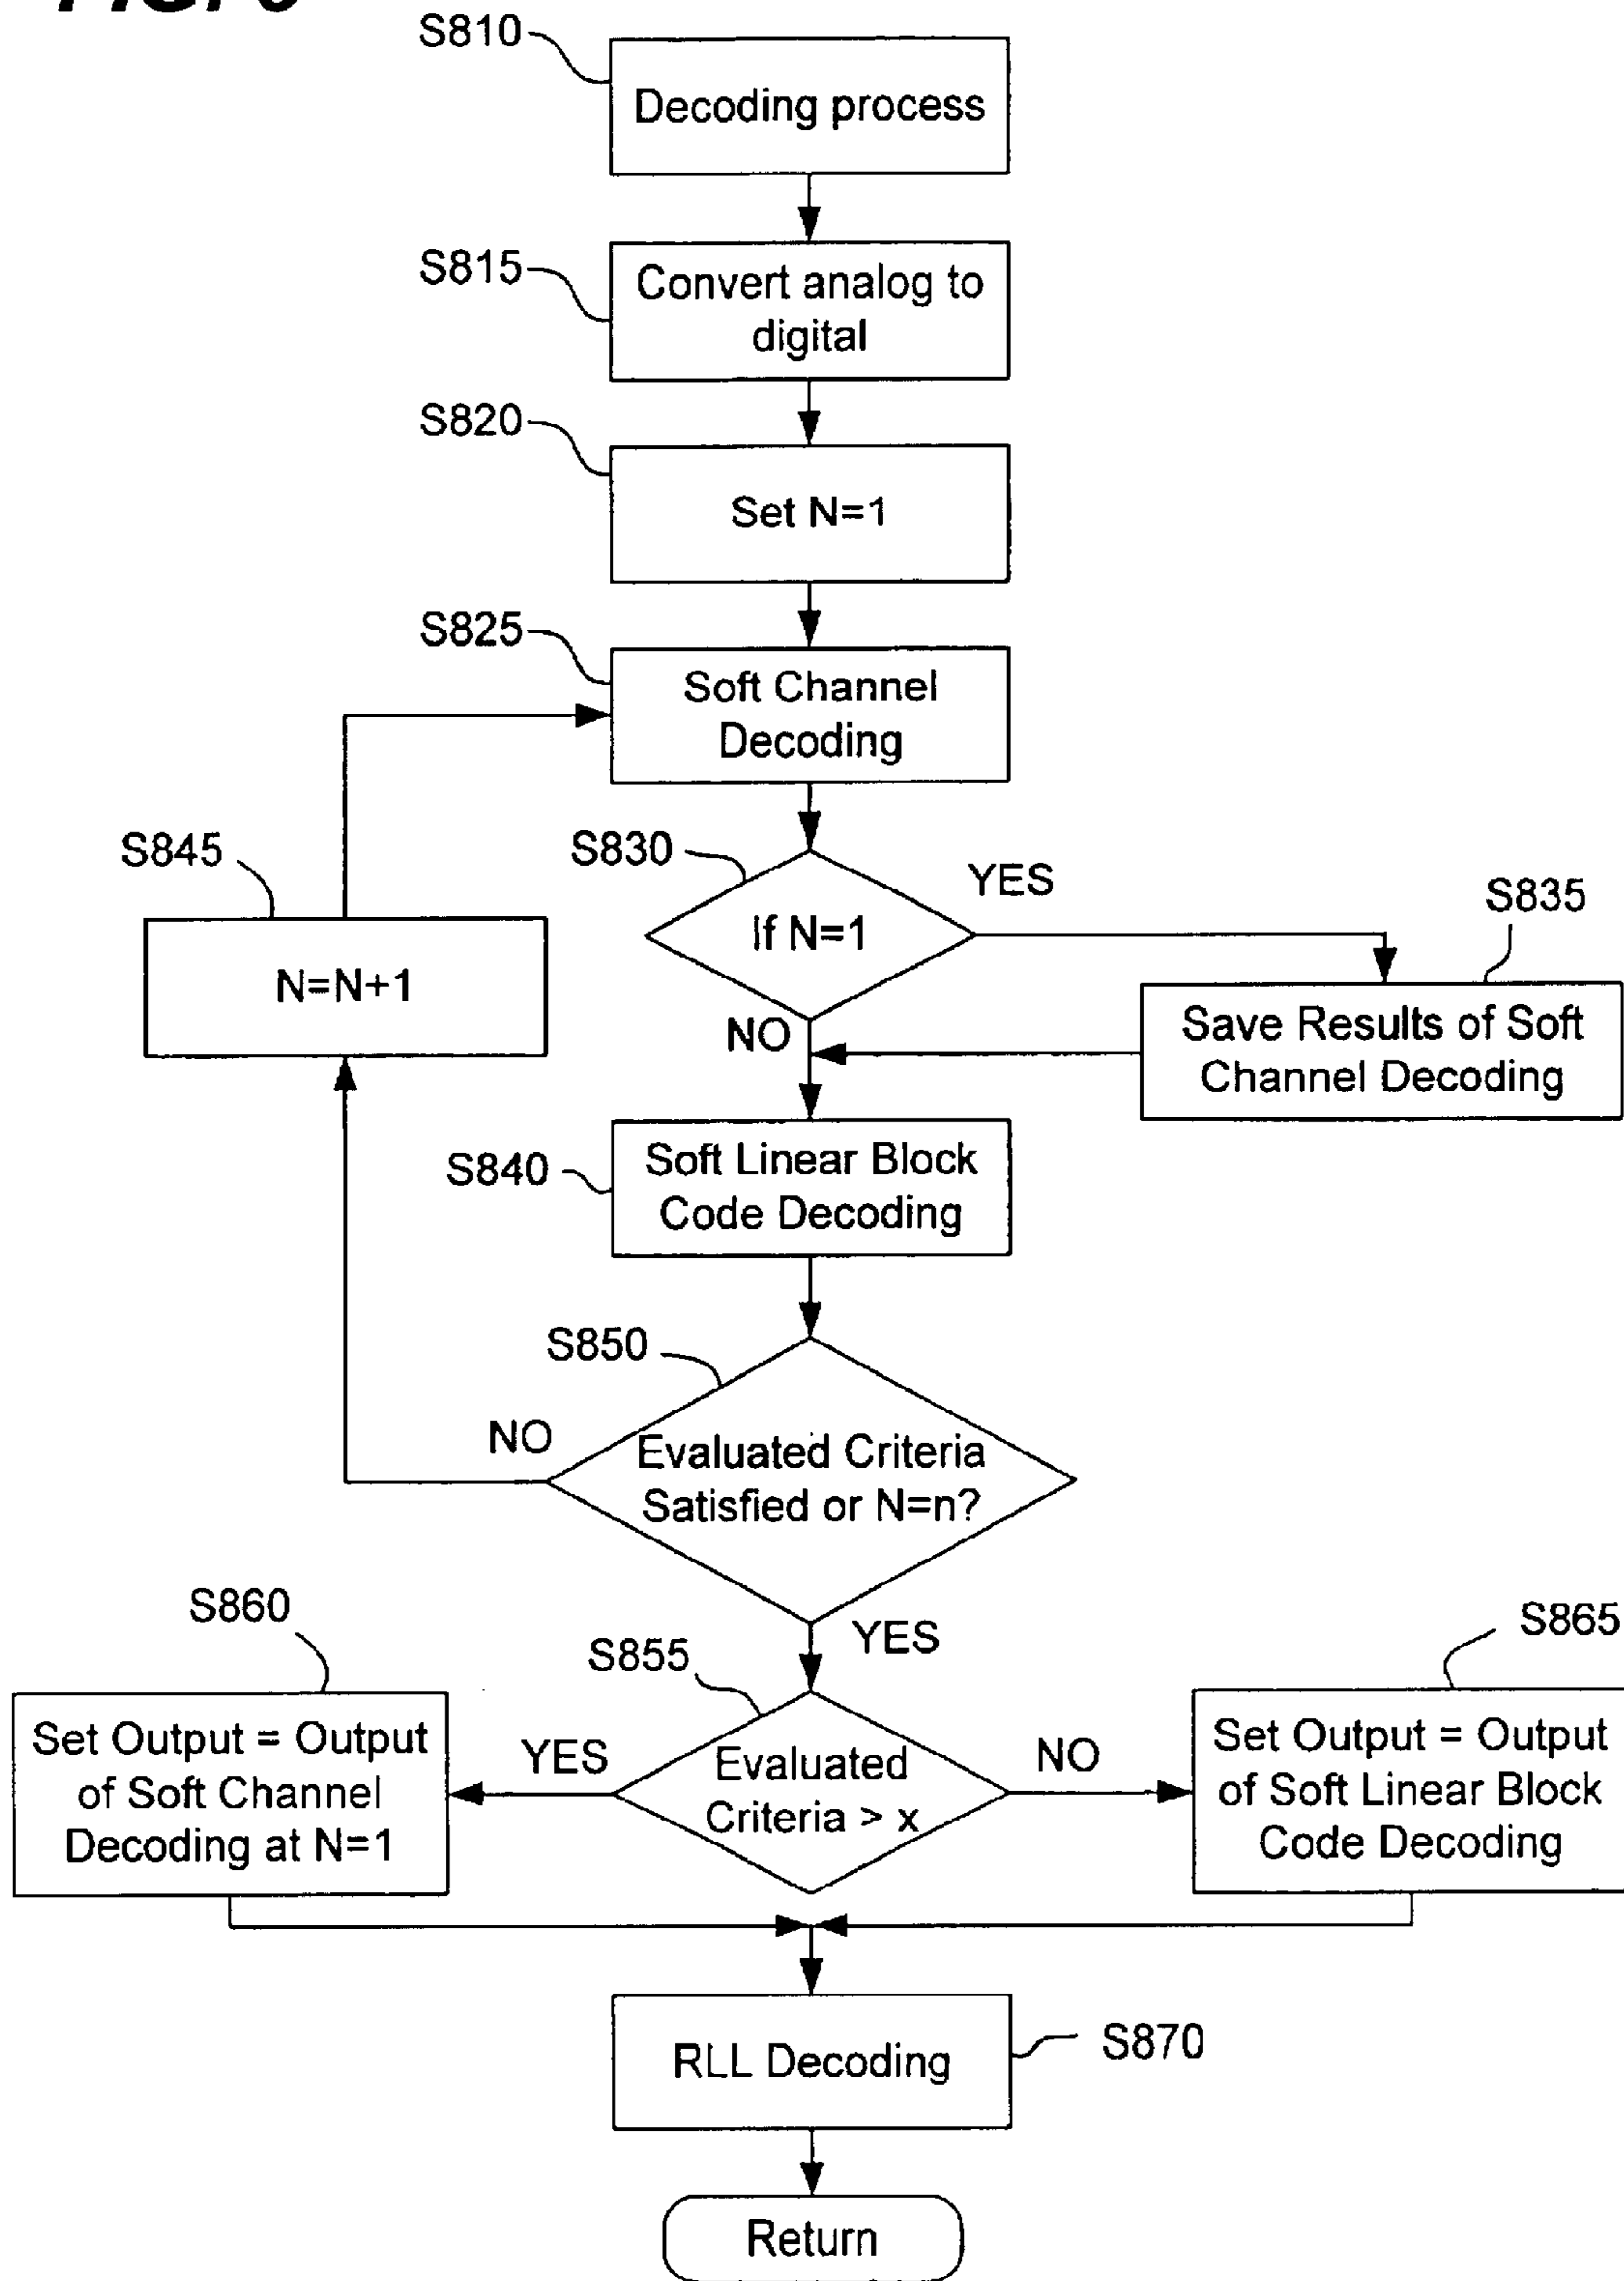 S810
Decoding process
S815
Convert analog to
digital
S820
Set N=1
S825
Soft Channel
Decoding
S845
N=N+1
S830
If N=1
YES
NO
S835
Save Results of Soft
Channel Decoding
S840
Soft Linear Block
Code Decoding
S850
NO
Evaluated Criteria
Satisfied or N=n?
YES
S860
Set Output = Output
of Soft Channel
Decoding at N=1
S855
YES
Evaluated
Criteria > x
NO
S865
Set Output = Output
of Soft Linear Block
Code Decoding
RLL Decoding
S870
Return